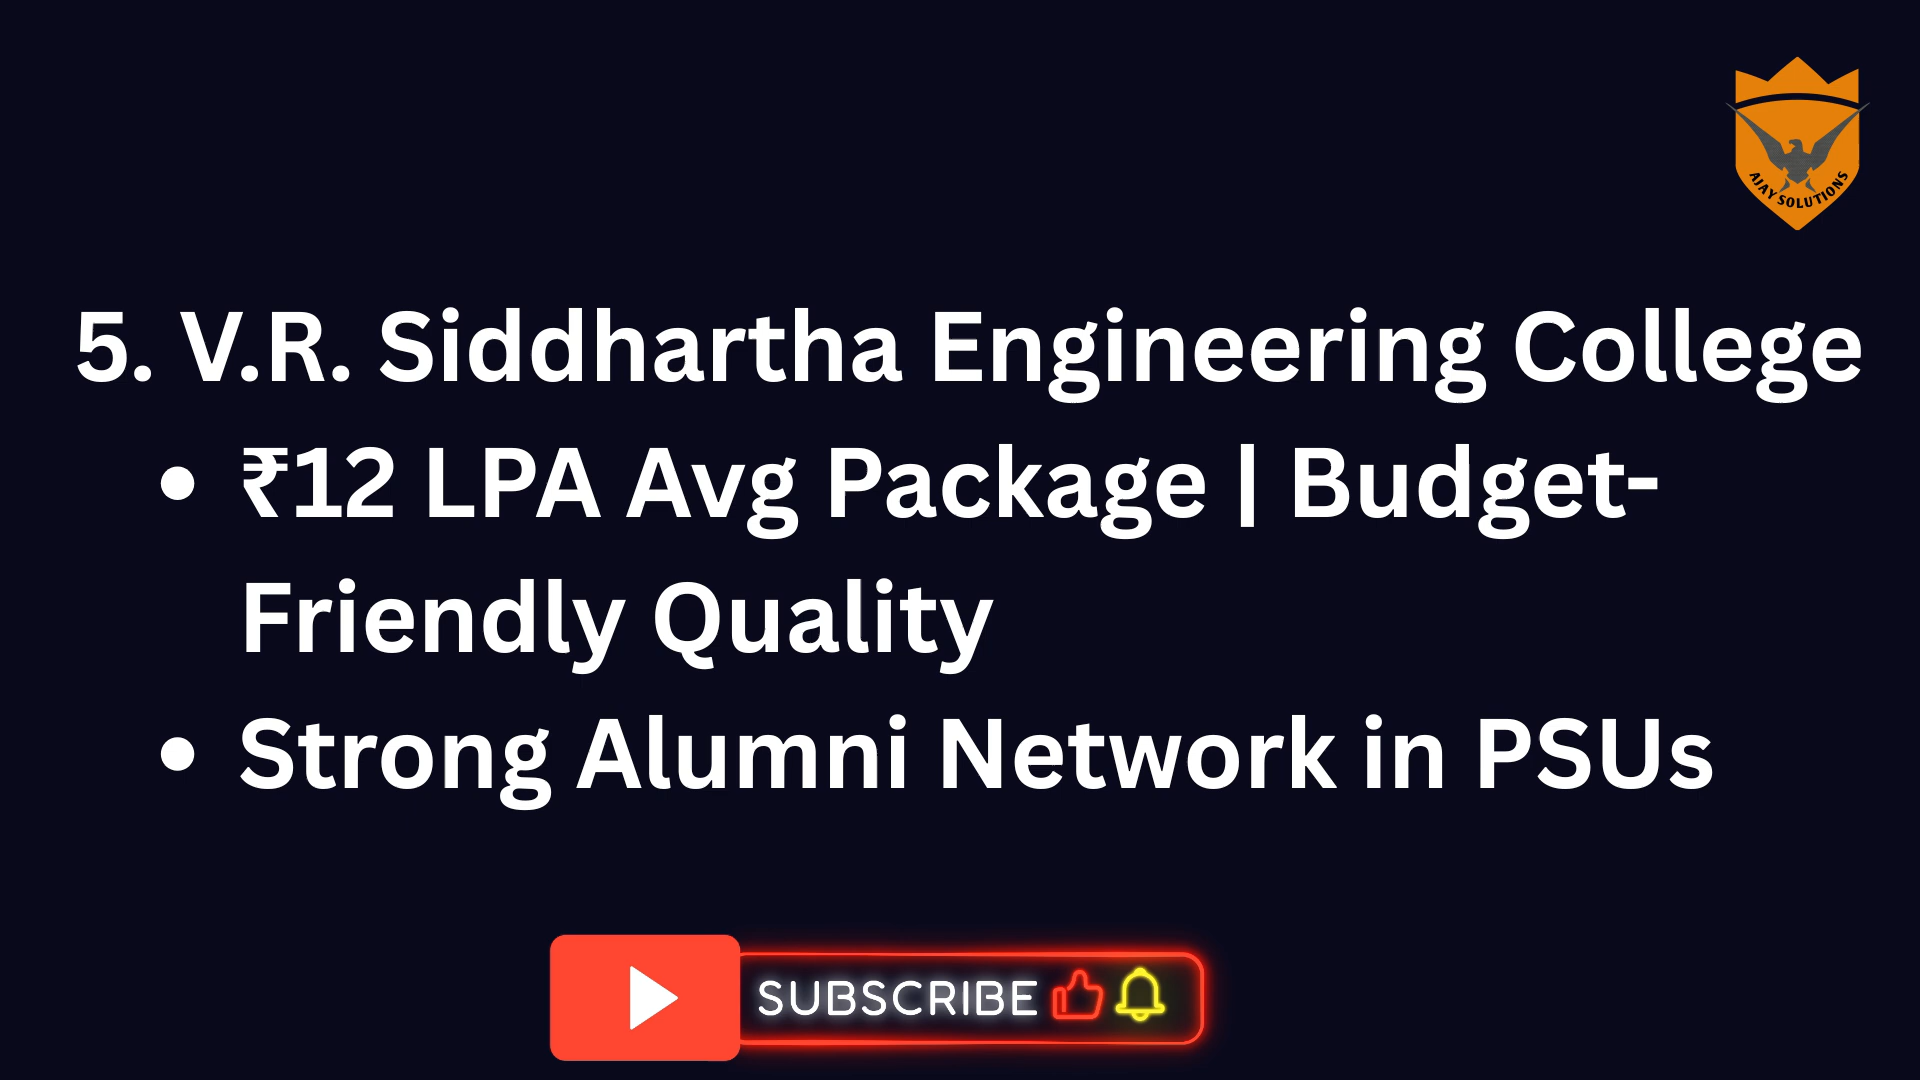 AJAY SOLUTIONS
5. V.R. Siddhartha Engineering College
• ₹12 LPA Avg Package | Budget-
Friendly Quality
• Strong Alumni Network in PSUs
SUBSCRIBE